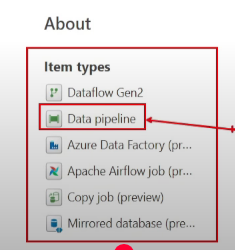 About
Item types
Dataflow Gen2
Data pipeline
Azure Data Factory (pr...
Apache Airflow job (pr...
Copy job (preview)
Mirrored database (pre...